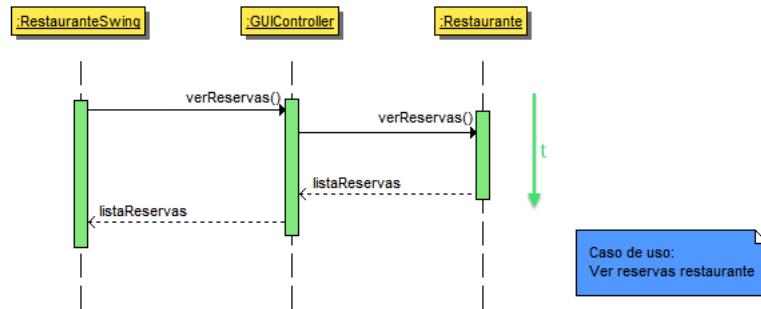 :RestauranteSwing
:GUIController
:Restaurante
verReservas()
verReservas()
t
listaReservas
listaReservas
Caso de uso:
Ver reservas restaurante